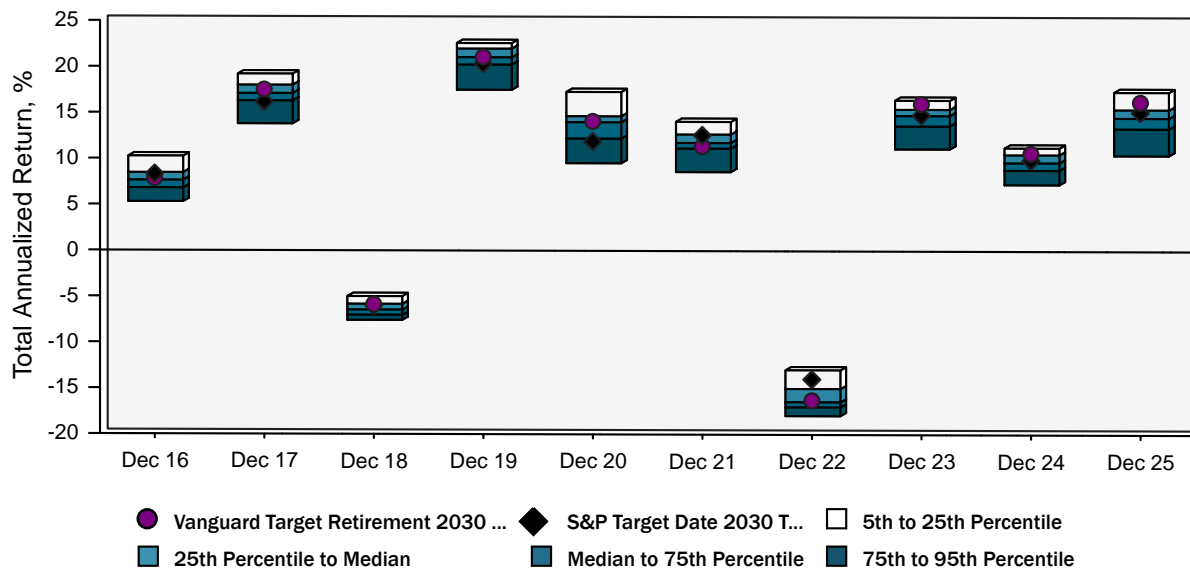 Total Annualized Return, %
25
20
15
10
5
0
-5
-10
-15
-20
Dec 16 Dec 17 Dec 18 Dec 19 Dec 20 Dec 21 Dec 22 Dec 23 Dec 24 Dec 25
Vanguard Target Retirement 2030 ... S&P Target Date 2030 T... 5th to 25th Percentile
25th Percentile to Median Median to 75th Percentile 75th to 95th Percentile